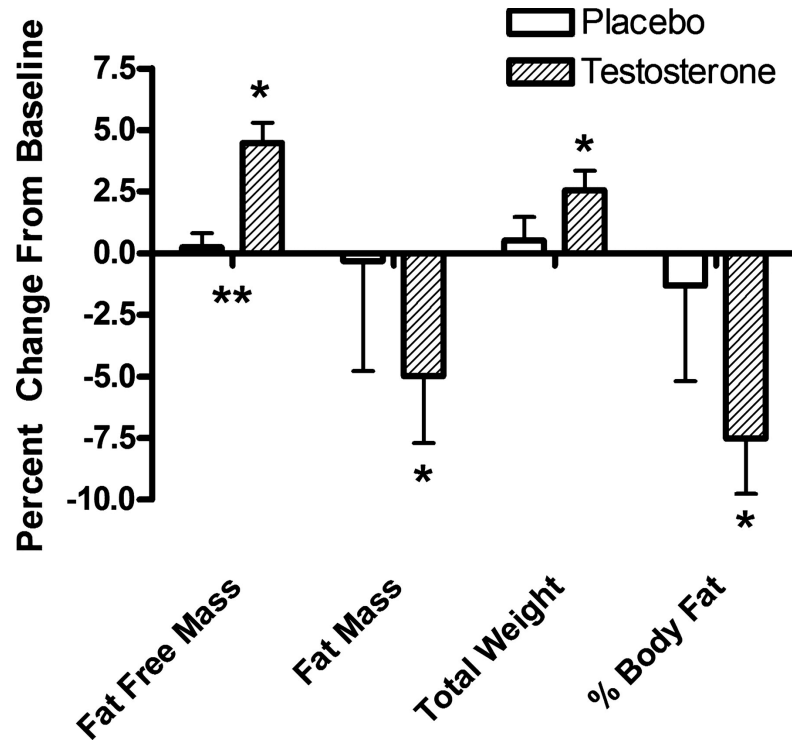 Placebo
Testosterone
Percent Change From Baseline
7.5
5.0
2.5
0.0
-2.5
-5.0
-7.5
-10.0
*
**
*
*
*
Fat Free Mass
Fat Mass
Total Weight
% Body Fat